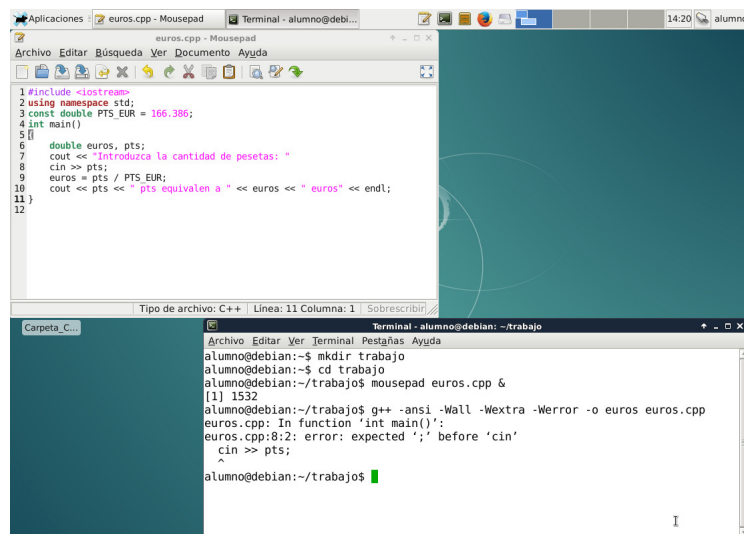 Aplicaciones
euros.cpp - Mousepad
Terminal - alumno@debi...
14:20
alumno
euros.cpp - Mousepad
Archivo Editar Búsqueda Ver Documento Ayuda
1 #include <iostream>
2 using namespace std;
3 const double PTS_EUR = 166.386;
4 int main()
5 {
6 double euros, pts;
7 cout << "Introduzca la cantidad de pesetas: "
8 cin >> pts;
9 euros = pts / PTS_EUR;
10 cout << pts << " pts equivalen a " << euros << " euros" << endl;
11 }
12
Tipo de archivo: C++ Línea: 11 Columna: 1 Sobrescribir
Carpeta_C...
Terminal - alumno@debian: ~/trabajo
Archivo Editar Ver Terminal Pestañas Ayuda
alumno@debian:~$ mkdir trabajo
alumno@debian:~$ cd trabajo
alumno@debian:~/trabajo$ mousepad euros.cpp &
[1] 1532
alumno@debian:~/trabajo$ g++ -ansi -Wall -Wextra -Werror -o euros euros.cpp
euros.cpp: In function ‘int main()’:
euros.cpp:8:2: error: expected ‘;’ before ‘cin’
cin >> pts;
^
alumno@debian:~/trabajo$